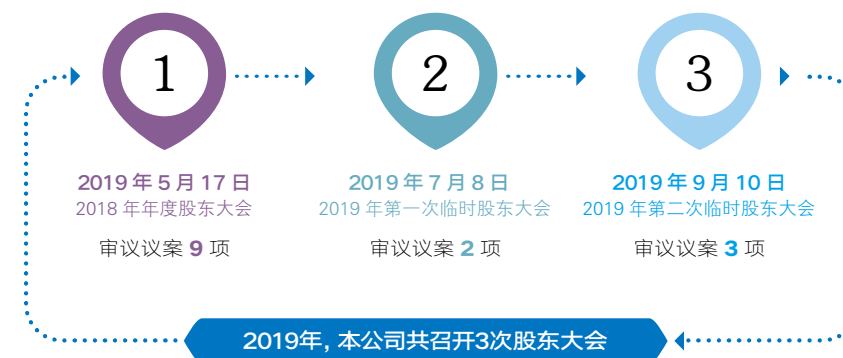 1
2
3
2019 年 5 月 17 日
2018 年年度股东大会
审议议案 9 项
2019 年 7 月 8 日
2019 年第一次临时股东大会
审议议案 2 项
2019 年 9 月 10 日
2019 年第二次临时股东大会
审议议案 3 项
2019年, 本公司共召开3次股东大会